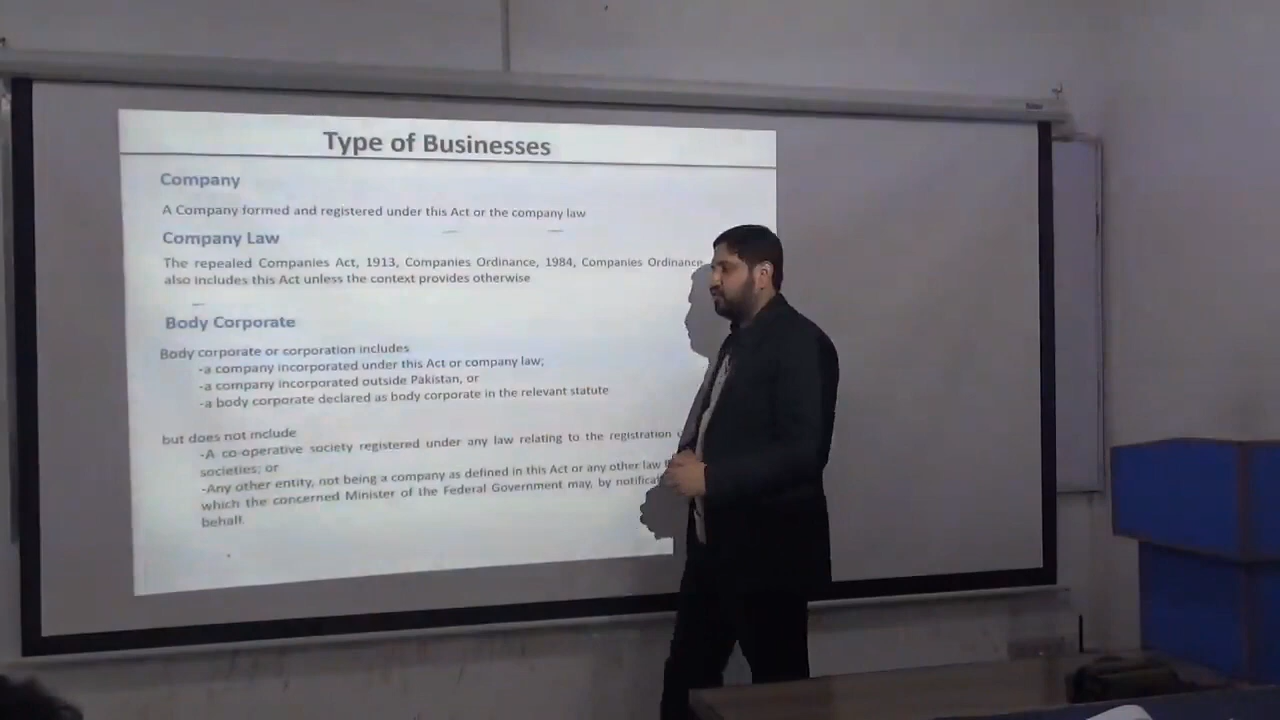 Type of Businesses
Company
A Company formed and registered under this Act or the company law
Company Law
The repealed Companies Act, 1913, Companies Ordinance, 1984, Companies Ordinance,
also includes this Act unless the context provides otherwise
Body Corporate
Body corporate or corporation includes
-a company incorporated under this Act or company law;
-a company incorporated outside Pakistan, or
-a body corporate declared as body corporate in the relevant statute
but does not include
-A co-operative society registered under any law relating to the registration
societies; or
-Any other entity, not being a company as defined in this Act or any other law
which the concerned Minister of the Federal Government may, by
behalf.